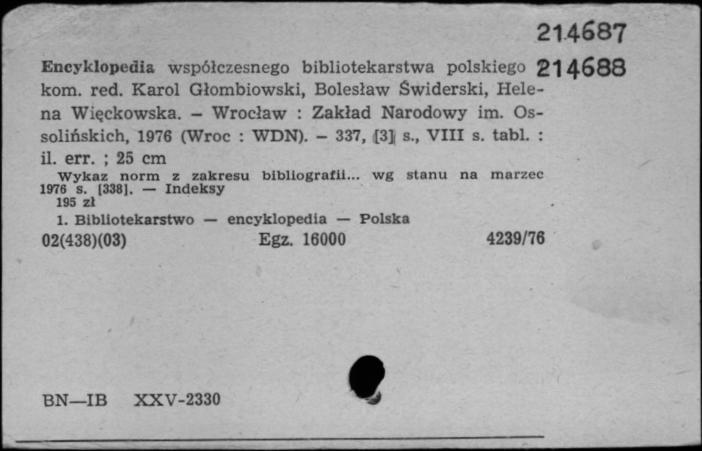 214687
Encyklopedia współczesnego bibliotekarstwa polskiego 214688
kom. red. Karol Głombiowski, Bolesław Świderski, Hele-
na Więckowska. — Wrocław : Zakład Narodowy im. Os-
solińskich, 1976 (Wroc : WDN). — 337, [3] s., VIII s. tabl. :
il. err. ; 25 cm
Wykaz norm z zakresu bibliografii... wg stanu na marzec
1976 s. [338]. — Indeksy
195 zł
1. Bibliotekarstwo — encyklopedia — Polska
02(438)(03) Egz. 16000 4239/76
BN—IB XXV-2330